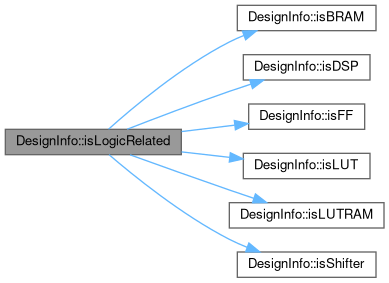 DesignInfo::isLogicRelated
DesignInfo::isBRAM
DesignInfo::isDSP
DesignInfo::isFF
DesignInfo::isLUT
DesignInfo::isLUTRAM
DesignInfo::isShifter